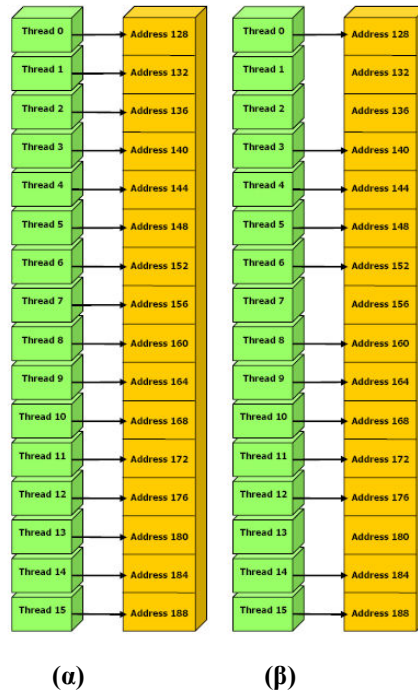 Thread 0 Address 128 Thread 0 Address 128
Thread 1 Address 132 Thread 1 Address 132
Thread 2 Address 136 Thread 2 Address 136
Thread 3 Address 140 Thread 3 Address 140
Thread 4 Address 144 Thread 4 Address 144
Thread 5 Address 148 Thread 5 Address 148
Thread 6 Address 152 Thread 6 Address 152
Thread 7 Address 156 Thread 7 Address 156
Thread 8 Address 160 Thread 8 Address 160
Thread 9 Address 164 Thread 9 Address 164
Thread 10 Address 168 Thread 10 Address 168
Thread 11 Address 172 Thread 11 Address 172
Thread 12 Address 176 Thread 12 Address 176
Thread 13 Address 180 Thread 13 Address 180
Thread 14 Address 184 Thread 14 Address 184
Thread 15 Address 188 Thread 15 Address 188
(α) (β)